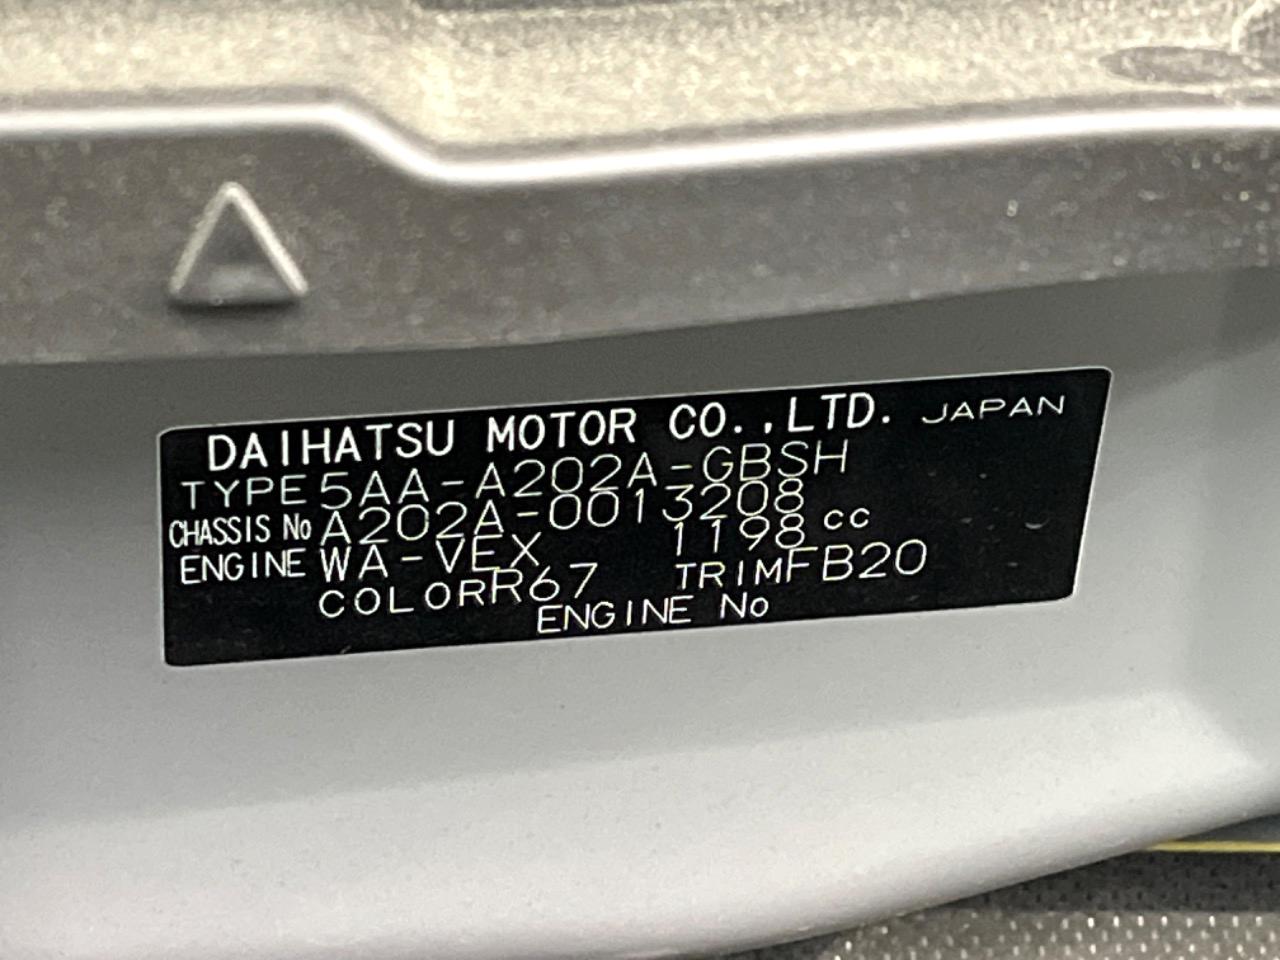 DAIHATSU MOTOR CO.,LTD. JAPAN
TYPE 5AA-A202A-GBSH
CHASSIS No A202A-0013208
ENGINE WA-VEX 1198 cc
COLOR R67 TRIM FB20
ENGINE No